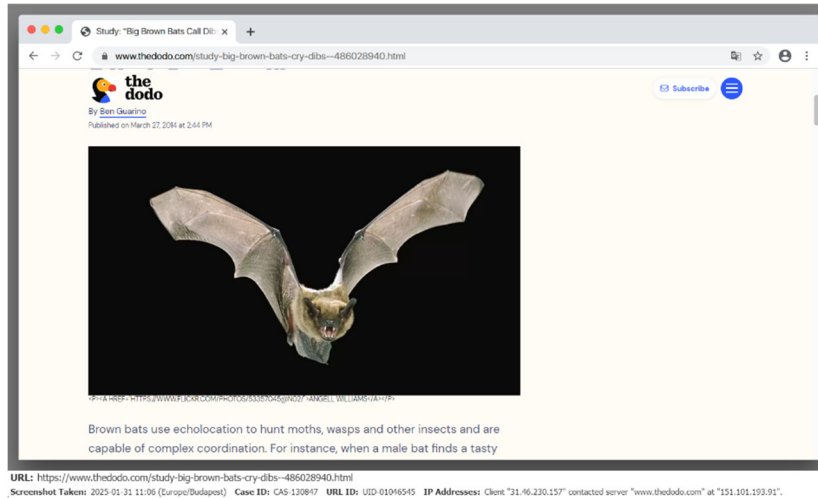 Study: "Big Brown Bats Call Dib
www.thedodo.com/study-big-brown-bats-cry-dibs--486028940.html
the
dodo
Subscribe
By Ben Guarino
Published on March 27, 2014 at 2:44 PM
<P><A HREF="HTTPS://WWW.FLICKR.COM/PHOTOS/53357045@N02/">ANGELL WILLIAMS</A></P>
Brown bats use echolocation to hunt moths, wasps and other insects and are
capable of complex coordination. For instance, when a male bat finds a tasty
URL: https://www.thedodo.com/study-big-brown-bats-cry-dibs--486028940.html
Screenshot Taken: 2025-01-31 11:06 (Europe/Budapest) Case ID: CAS-130847 URL ID: UID-01046545 IP Addresses: Client "31.46.230.157" contacted server "www.thedodo.com" at "151.101.193.91".